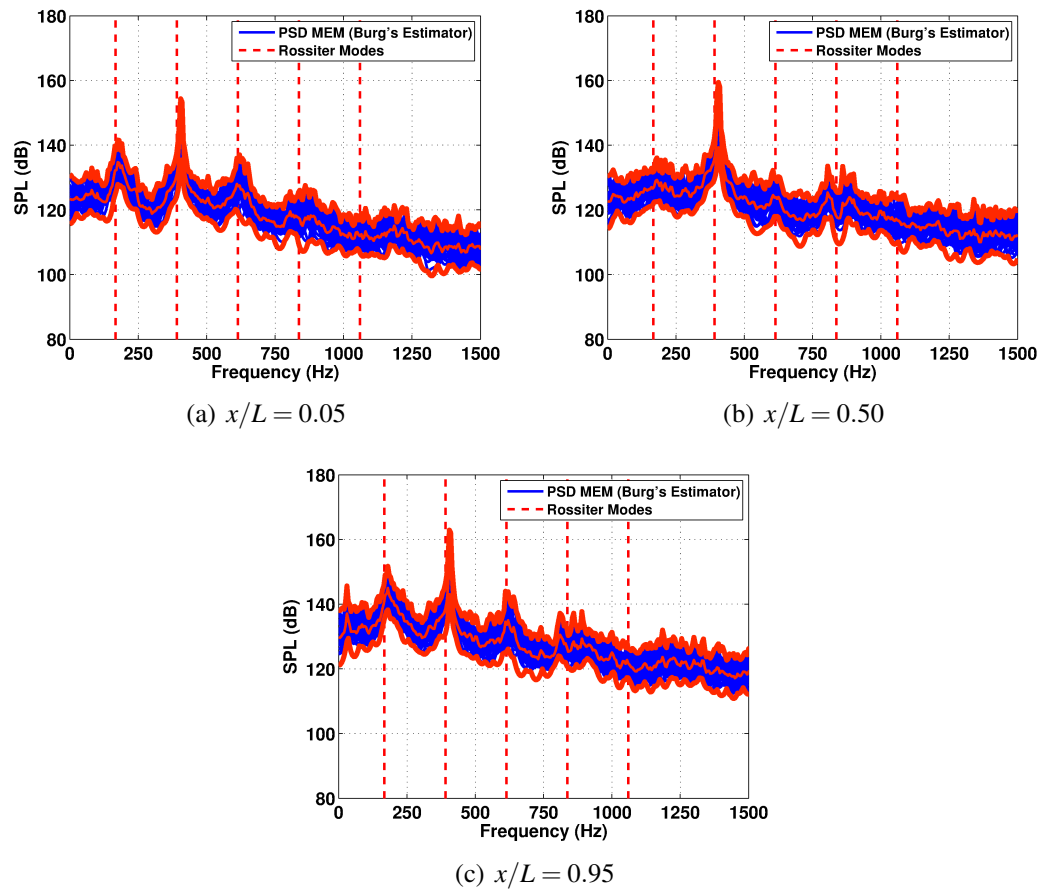 180
160
140
120
100
80
SPL (dB)
PSD MEM (Burg's Estimator)
Rossiter Modes
0 250 500 750 1000 1250 1500
Frequency (Hz)
(a) x/L = 0.05
180
160
140
120
100
80
SPL (dB)
PSD MEM (Burg's Estimator)
Rossiter Modes
0 250 500 750 1000 1250 1500
Frequency (Hz)
(b) x/L = 0.50
180
160
140
120
100
80
SPL (dB)
PSD MEM (Burg's Estimator)
Rossiter Modes
0 250 500 750 1000 1250 1500
Frequency (Hz)
(c) x/L = 0.95